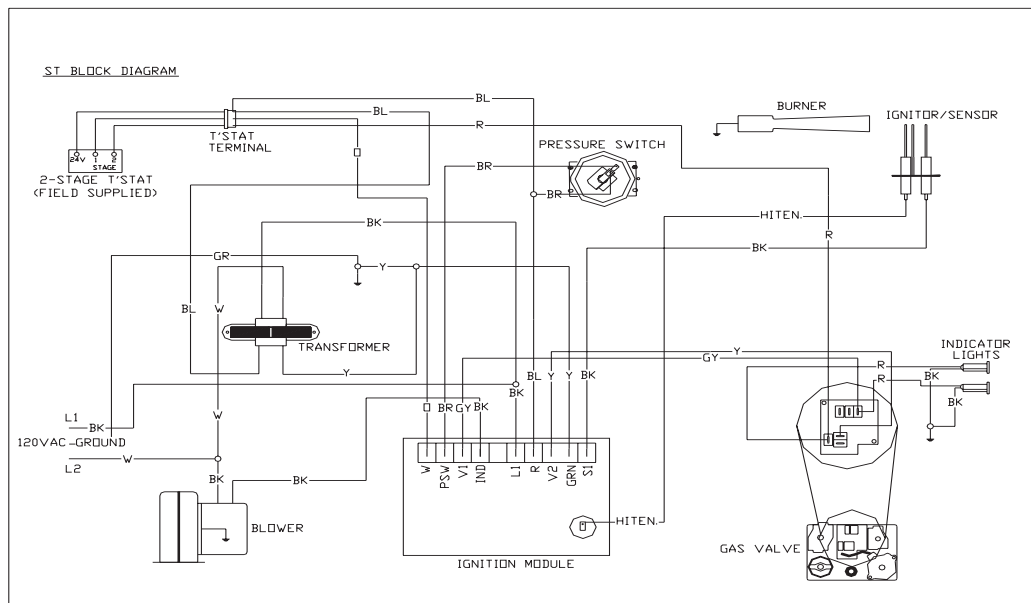 ST BLOCK DIAGRAM
BL
BL
BURNER
IGNITOR/SENSOR
R
T'STAT
TERMINAL
PRESSURE SWITCH
24V 1 2
STAGE
2-STAGE T'STAT
(FIELD SUPPLIED)
O
BR
BR
HITEN.
BK
R
BK
GR
Y
BL
W
TRANSFORMER
Y
GY
Y
INDICATOR
LIGHTS
R
BK
R
BK
L1
BK
120VAC-GROUND
W
L2
W
BK
BK
BLOWER
O
BR
GY
BK
BK
BL
Y
Y
BK
W
PSW
V1
IND
L1
R
V2
GRN
S1
HITEN.
IGNITION MODULE
GAS VALVE